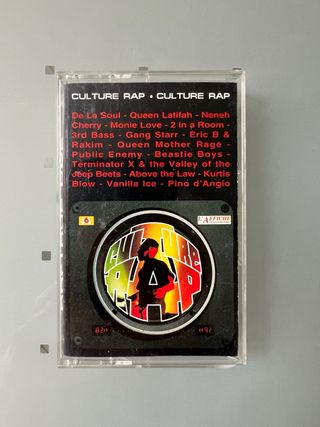 CULTURE RAP • CULTURE RAP
De La Soul - Queen Latifah - Neneh
Cherry - Monie Love - 2 in a Room -
3rd Bass - Gang Starr - Eric B &
Rakim - Queen Mother Rage -
Public Enemy - Beastie Boys -
Terminator X & the Valley of the
Jeep Beets - Above the Law - Kurtis
Blow - Vanilla Ice - Pino d'Angio
6
L'AFFICHE
CULTURE
RAP